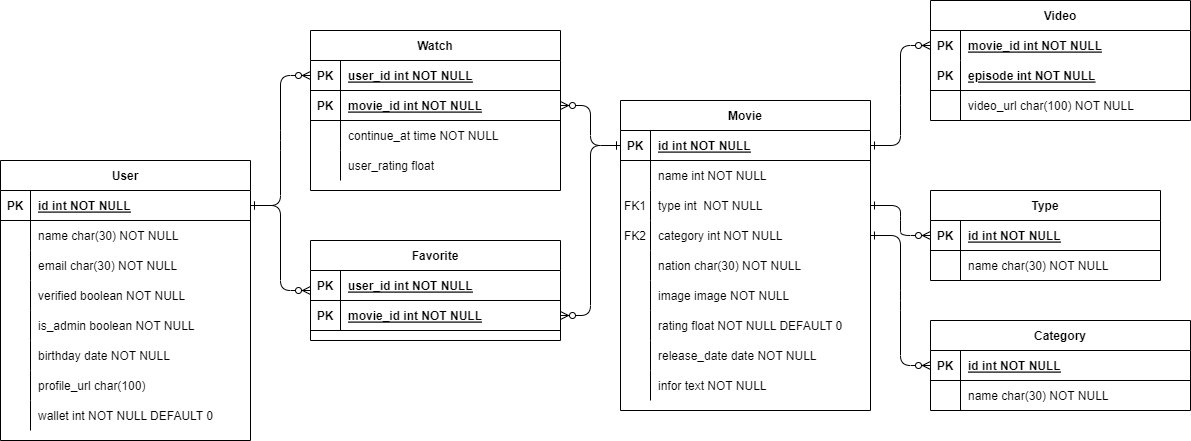 User
PK id int NOT NULL
name char(30) NOT NULL
email char(30) NOT NULL
verified boolean NOT NULL
is_admin boolean NOT NULL
birthday date NOT NULL
profile_url char(100)
wallet int NOT NULL DEFAULT 0
Watch
PK user_id int NOT NULL
PK movie_id int NOT NULL
continue_at time NOT NULL
user_rating float
Favorite
PK user_id int NOT NULL
PK movie_id int NOT NULL
Movie
PK id int NOT NULL
name int NOT NULL
FK1 type int  NOT NULL
FK2 category int NOT NULL
nation char(30) NOT NULL
image image NOT NULL
rating float NOT NULL DEFAULT 0
release_date date NOT NULL
infor text NOT NULL
Video
PK movie_id int NOT NULL
PK episode int NOT NULL
video_url char(100) NOT NULL
Type
PK id int NOT NULL
name char(30) NOT NULL
Category
PK id int NOT NULL
name char(30) NOT NULL